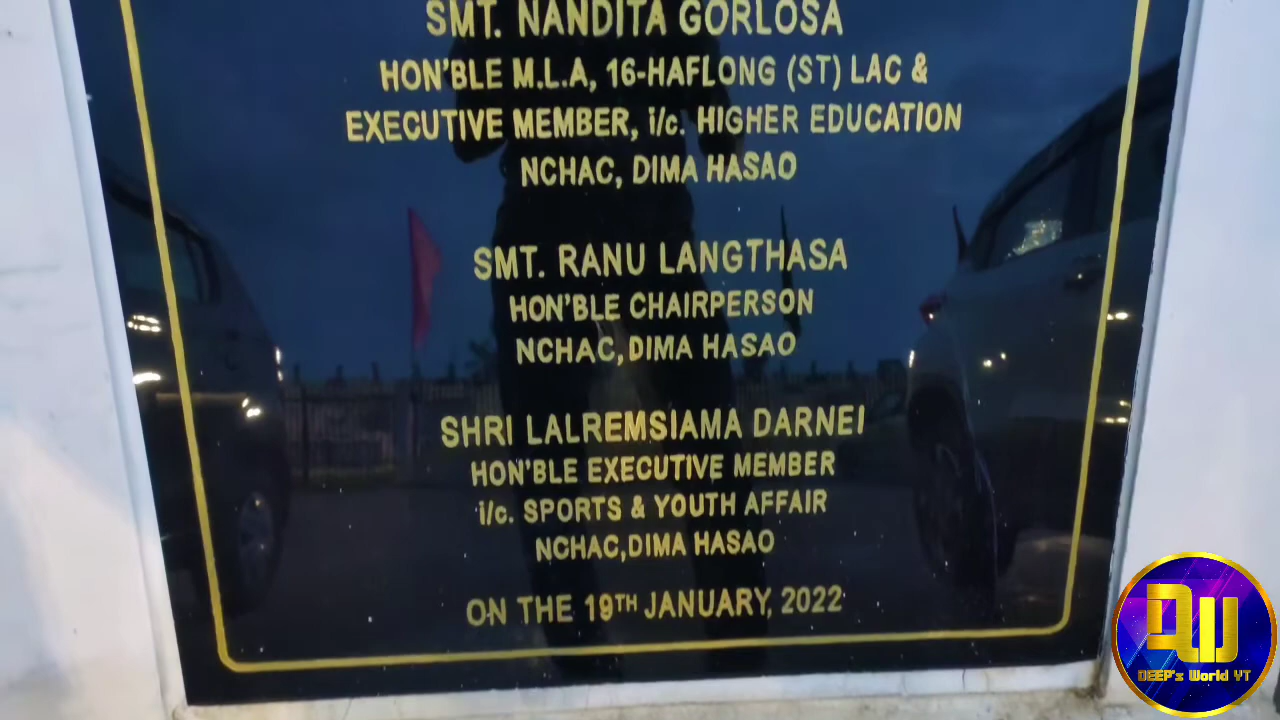 SMT. NANDITA GORLOSA
HON'BLE M.L.A, 16-HAFLONG (ST) LAC &
EXECUTIVE MEMBER, i/c. HIGHER EDUCATION
NCHAC, DIMA HASAO
SMT. RANU LANGTHASA
HON'BLE CHAIRPERSON
NCHAC,DIMA HASAO
SHRI LALREMSIAMA DARNEI
HON'BLE EXECUTIVE MEMBER
i/c. SPORTS & YOUTH AFFAIR
NCHAC,DIMA HASAO
ON THE 19TH JANUARY, 2022
DW
DEEP's World YT